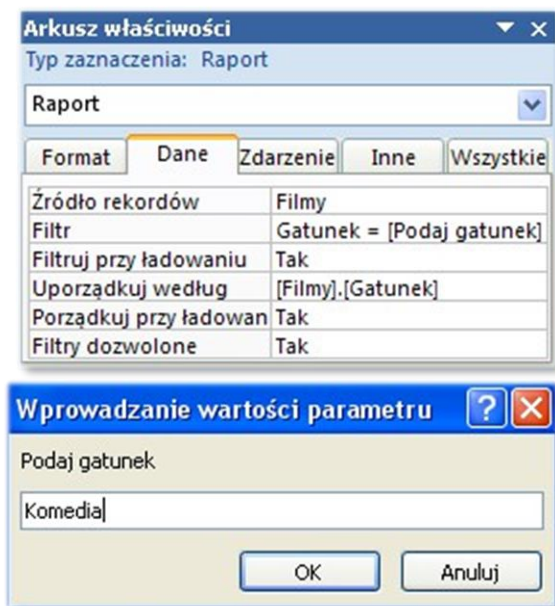 Arkusz właściwości
Typ zaznaczenia: Raport
Raport
Format Dane Zdarzenie Inne Wszystkie
Źródło rekordów Filmy
Filtr Gatunek = [Podaj gatunek]
Filtruj przy ładowaniu Tak
Uporządkuj według [Filmy].[Gatunek]
Porządkuj przy ładowan Tak
Filtry dozwolone Tak
Wprowadzanie wartości parametru
Podaj gatunek
Komedia
OK Anuluj